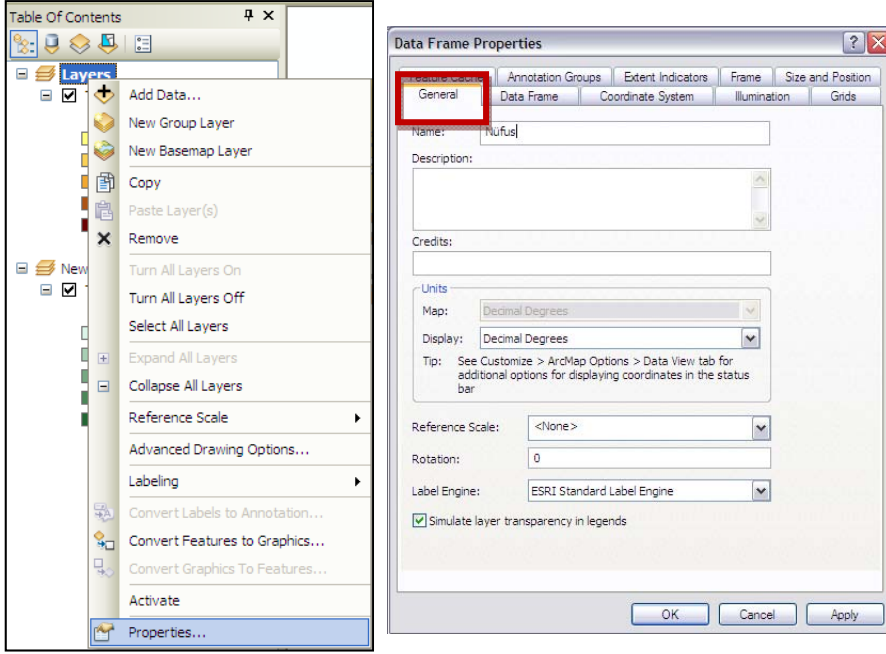 Table Of Contents
Layers
Add Data...
New Group Layer
New Basemap Layer
Copy
Paste Layer(s)
Remove
New
Turn All Layers On
Turn All Layers Off
Select All Layers
Expand All Layers
Collapse All Layers
Reference Scale
Advanced Drawing Options...
Labeling
Convert Labels to Annotation...
Convert Features to Graphics...
Convert Graphics To Features...
Activate
Properties...
Data Frame Properties
Feature Cache Annotation Groups Extent Indicators Frame Size and Position
General Data Frame Coordinate System Illumination Grids
Name: Nüfus
Description:
Credits:
Units
Map: Decimal Degrees
Display: Decimal Degrees
Tip: See Customize > ArcMap Options > Data View tab for
additional options for displaying coordinates in the status
bar
Reference Scale: <None>
Rotation: 0
Label Engine: ESRI Standard Label Engine
Simulate layer transparency in legends
OK Cancel Apply